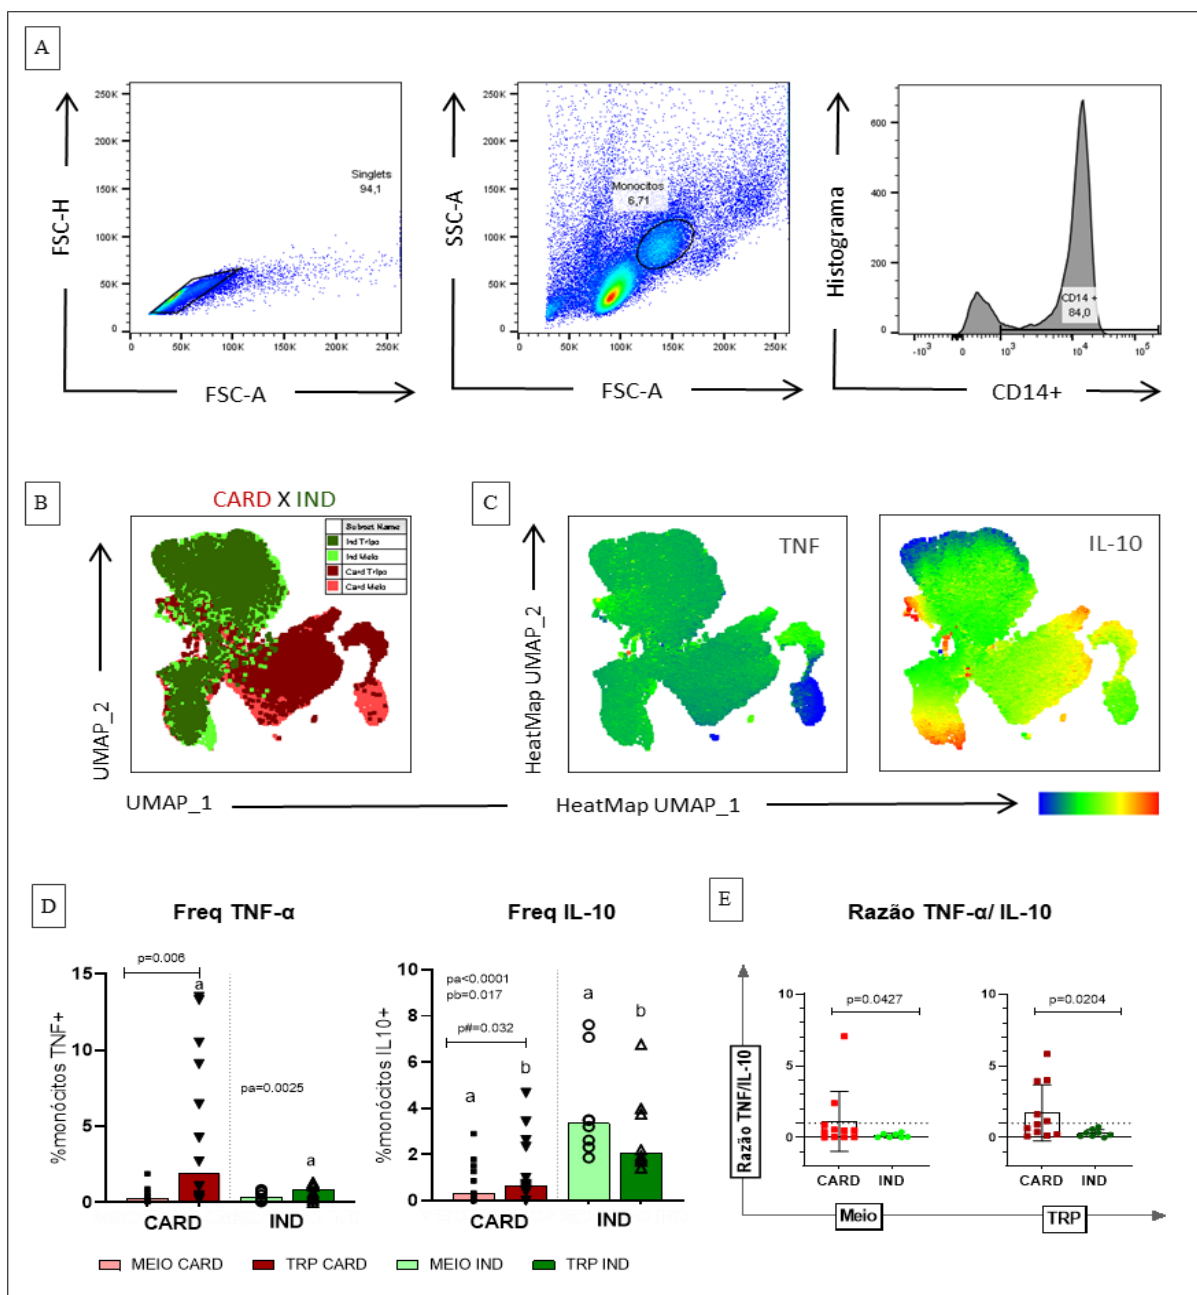 A
FSC-H
250K
200K
150K
100K
50K
0
Singlets
94,1
0
50K
100K
150K
200K
250K
FSC-A
SSC-A
250K
200K
150K
100K
50K
0
Monocitos
6,71
0
50K
100K
150K
200K
250K
FSC-A
Histograma
600
400
200
0
CD14 +
84,0
-10³
0
10³
10⁴
10⁵
CD14+
B
CARD X IND
Subset Name
Ind Tripo
Ind Meio
Card Tripo
Card Meio
UMAP_2
UMAP_1
C
HeatMap UMAP_2
TNF
IL-10
HeatMap UMAP_1
D
Freq TNF-α
%monócitos TNF+
15
10
5
0
p=0.006
a
pa=0.0025
a
CARD
IND
Freq IL-10
%monócitos IL10+
10
8
6
4
2
0
pa<0.0001
pb=0.017
p#=0.032
a
b
a
b
CARD
IND
MEIO CARD
TRP CARD
MEIO IND
TRP IND
E
Razão TNF-α/ IL-10
Razão TNF/IL-10
10
5
0
p=0.0427
CARD
IND
Meio
10
5
0
p=0.0204
CARD
IND
TRP